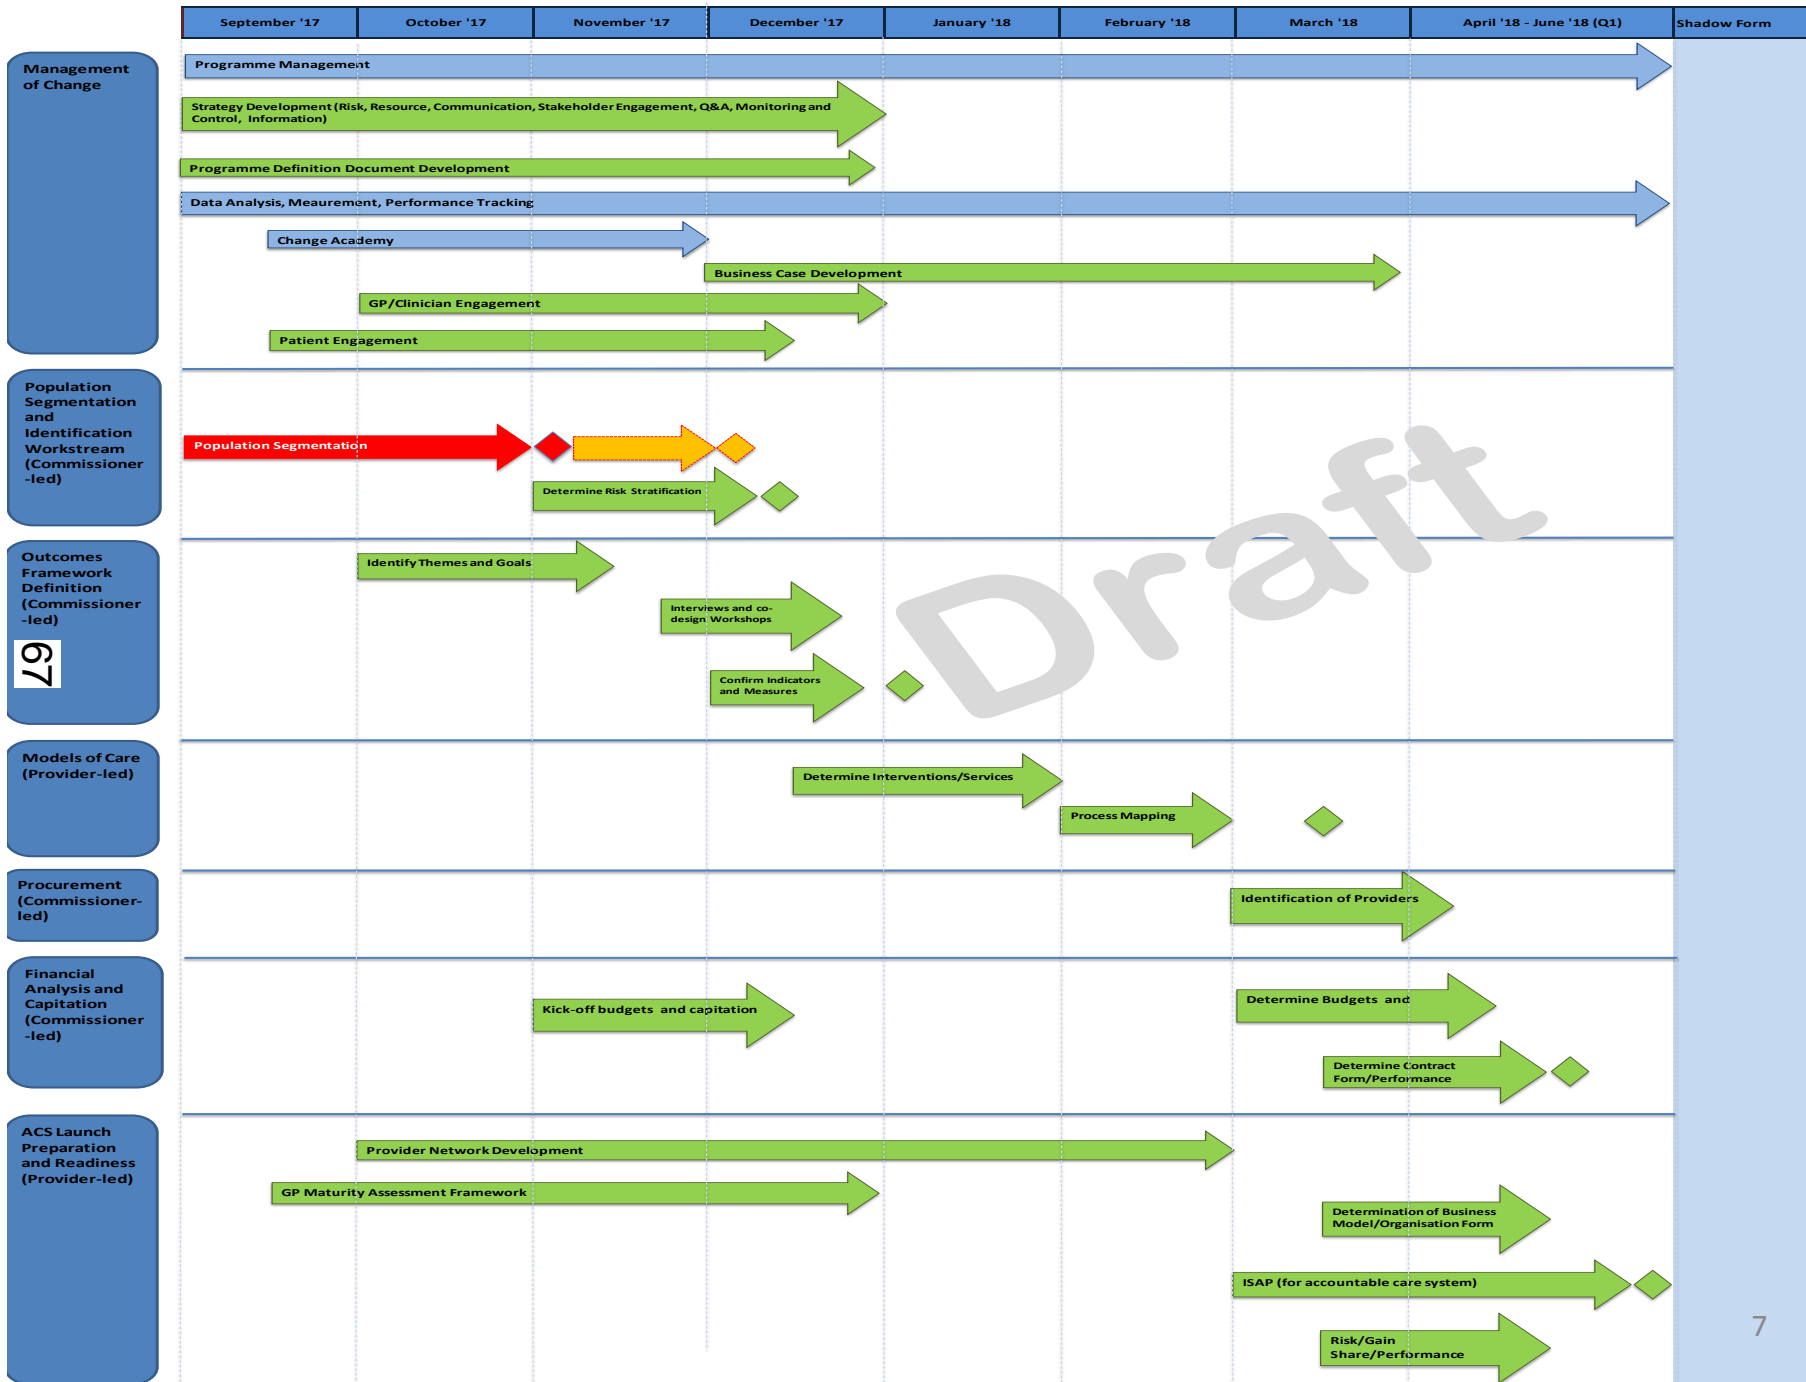 September '17
October '17
November '17
December '17
January '18
February '18
March '18
April '18 - June '18 (Q1)
Shadow Form
Management
of Change
Programme Management
Strategy Development (Risk, Resource, Communication, Stakeholder Engagement, Q&A, Monitoring and
Control, Information)
Programme Definition Document Development
Data Analysis, Meaurement, Performance Tracking
Change Academy
Business Case Development
GP/Clinician Engagement
Patient Engagement
Population
Segmentation
and
Identification
Workstream
(Commissioner
-led)
Population Segmentation
Determine Risk Stratification
Outcomes
Framework
Definition
(Commissioner
-led)
67
Identify Themes and Goals
Interviews and co-
design Workshops
Confirm Indicators
and Measures
Draft
Models of Care
(Provider-led)
Determine Interventions/Services
Process Mapping
Procurement
(Commissioner-
led)
Identification of Providers
Financial
Analysis and
Capitation
(Commissioner
-led)
Kick-off budgets and capitation
Determine Budgets and
Determine Contract
Form/Performance
ACS Launch
Preparation
and Readiness
(Provider-led)
Provider Network Development
GP Maturity Assessment Framework
Determination of Business
Model/Organisation Form
ISAP (for accountable care system)
Risk/Gain
Share/Performance
7